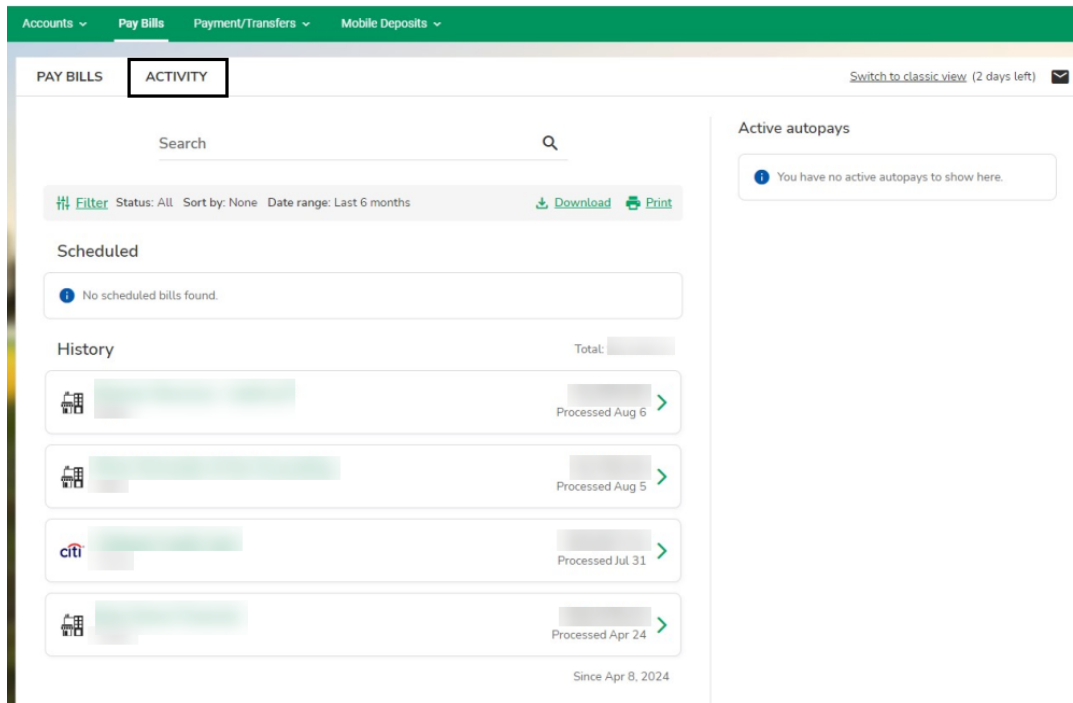 Accounts Pay Bills Payment/Transfers Mobile Deposits
PAY BILLS ACTIVITY Switch to classic view (2 days left)
Search
Filter Status: All Sort by: None Date range: Last 6 months Download Print
Scheduled
No scheduled bills found.
History Total:
Processed Aug 6
Processed Aug 5
citi
Processed Jul 31
Processed Apr 24
Since Apr 8, 2024
Active autopays
You have no active autopays to show here.